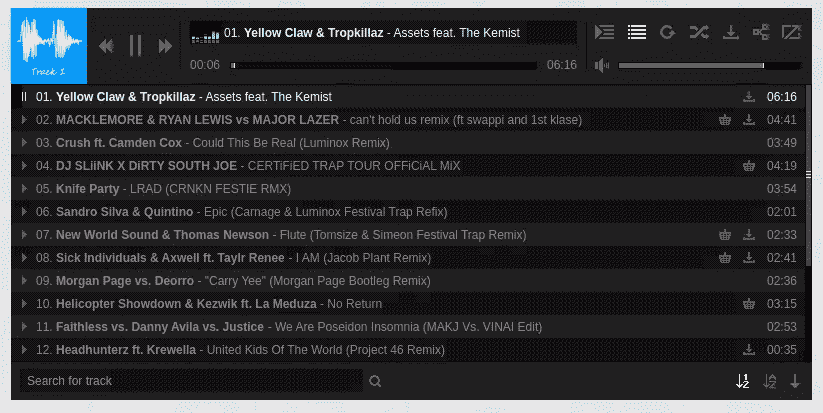 01. Yellow Claw & Tropkillaz - Assets feat. The Kemist
Track 1
00:06
06:16
01. Yellow Claw & Tropkillaz - Assets feat. The Kemist 06:16
02. MACKLEMORE & RYAN LEWIS vs MAJOR LAZER - can't hold us remix (ft swappi and 1st klase) 04:41
03. Crush ft. Camden Cox - Could This Be Real (Luminox Remix) 03:49
04. DJ SLiiNK X DiRTY SOUTH JOE - CERTiFiED TRAP TOUR OFFiCiAL MiX 04:19
05. Knife Party - LRAD (CRNKN FESTIE RMX) 03:54
06. Sandro Silva & Quintino - Epic (Carnage & Luminox Festival Trap Refix) 02:01
07. New World Sound & Thomas Newson - Flute (Tomsize & Simeon Festival Trap Remix) 02:33
08. Sick Individuals & Axwell ft. Taylr Renee - I AM (Jacob Plant Remix) 02:41
09. Morgan Page vs. Deorro - "Carry Yee" (Morgan Page Bootleg Remix) 02:36
10. Helicopter Showdown & Kezwik ft. La Meduza - No Return 03:15
11. Faithless vs. Danny Avila vs. Justice - We Are Poseidon Insomnia (MAKJ Vs. VINAI Edit) 02:53
12. Headhunterz ft. Krewella - United Kids Of The World (Project 46 Remix) 00:35
Search for track